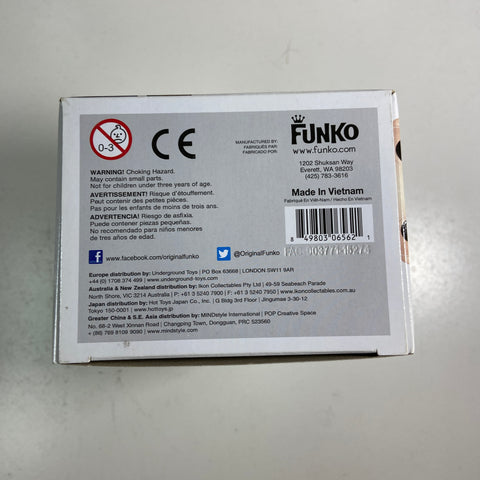 0-3
CE
WARNING! Choking Hazard.
May contain small parts.
Not for children under three years of age.
AVERTISSEMENT! Risque d'étouffement.
Peut contenir des petites pièces.
Pas pour les enfants de moins de trois ans.
ADVERTENCIA! Riesgo de asfixia.
Puede contener piezas pequeñas.
No recomendado para niños menores
de tres años de edad.
MANUFACTURED BY:
FABRIQUÉS PAR:
FABRICADO POR:
FUNKO
www.funko.com
1202 Shuksan Way
Everett, WA 98203
(425) 783-3616
Made In Vietnam
Fabriqué En Viêt-Nam / Hecho En Vietnam
8 49803 06562 1
www.facebook.com/originalfunko
@OriginalFunko
Europe distribution by: Underground Toys | PO Box 63668 | LONDON SW11 9AR
+44 (0) 1708 374 499 | www.underground-toys.com
Australia & New Zealand distribution by: Ikon Collectables Pty Ltd | 49-59 Seabeach Parade
North Shore, VIC 3214 Australia | P: + 61 3 5240 7920 | F: + 61 3 5240 7950 | www.ikoncollectables.com.au
Japan distribution by: Hot Toys Japan Co., Inc. | G Bldg 3rd Floor | Jingumae 3-36-12
Tokyo 150-0001 | www.hottoys.jp
Greater China & S.E. Asia distribution by: MINDstyle International | POP Creative Space
No. 68-2 West Xinnan Road | Changping Town, Dongguan, PRC 523560
+ (86) 769 8109 9090 | www.mindstyle.com